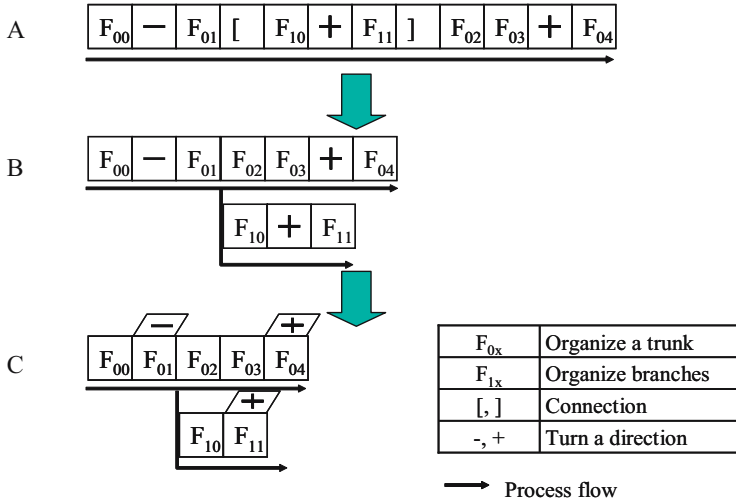 A F₀₀ − F₀₁ [ F₁₀ + F₁₁ ] F₀₂ F₀₃ + F₀₄
B F₀₀ − F₀₁ F₀₂ F₀₃ + F₀₄
F₁₀ + F₁₁
− +
C F₀₀ F₀₁ F₀₂ F₀₃ F₀₄
+
F₁₀ F₁₁
F₀ₓ Organize a trunk
F₁ₓ Organize branches
[, ] Connection
-, + Turn a direction
Process flow